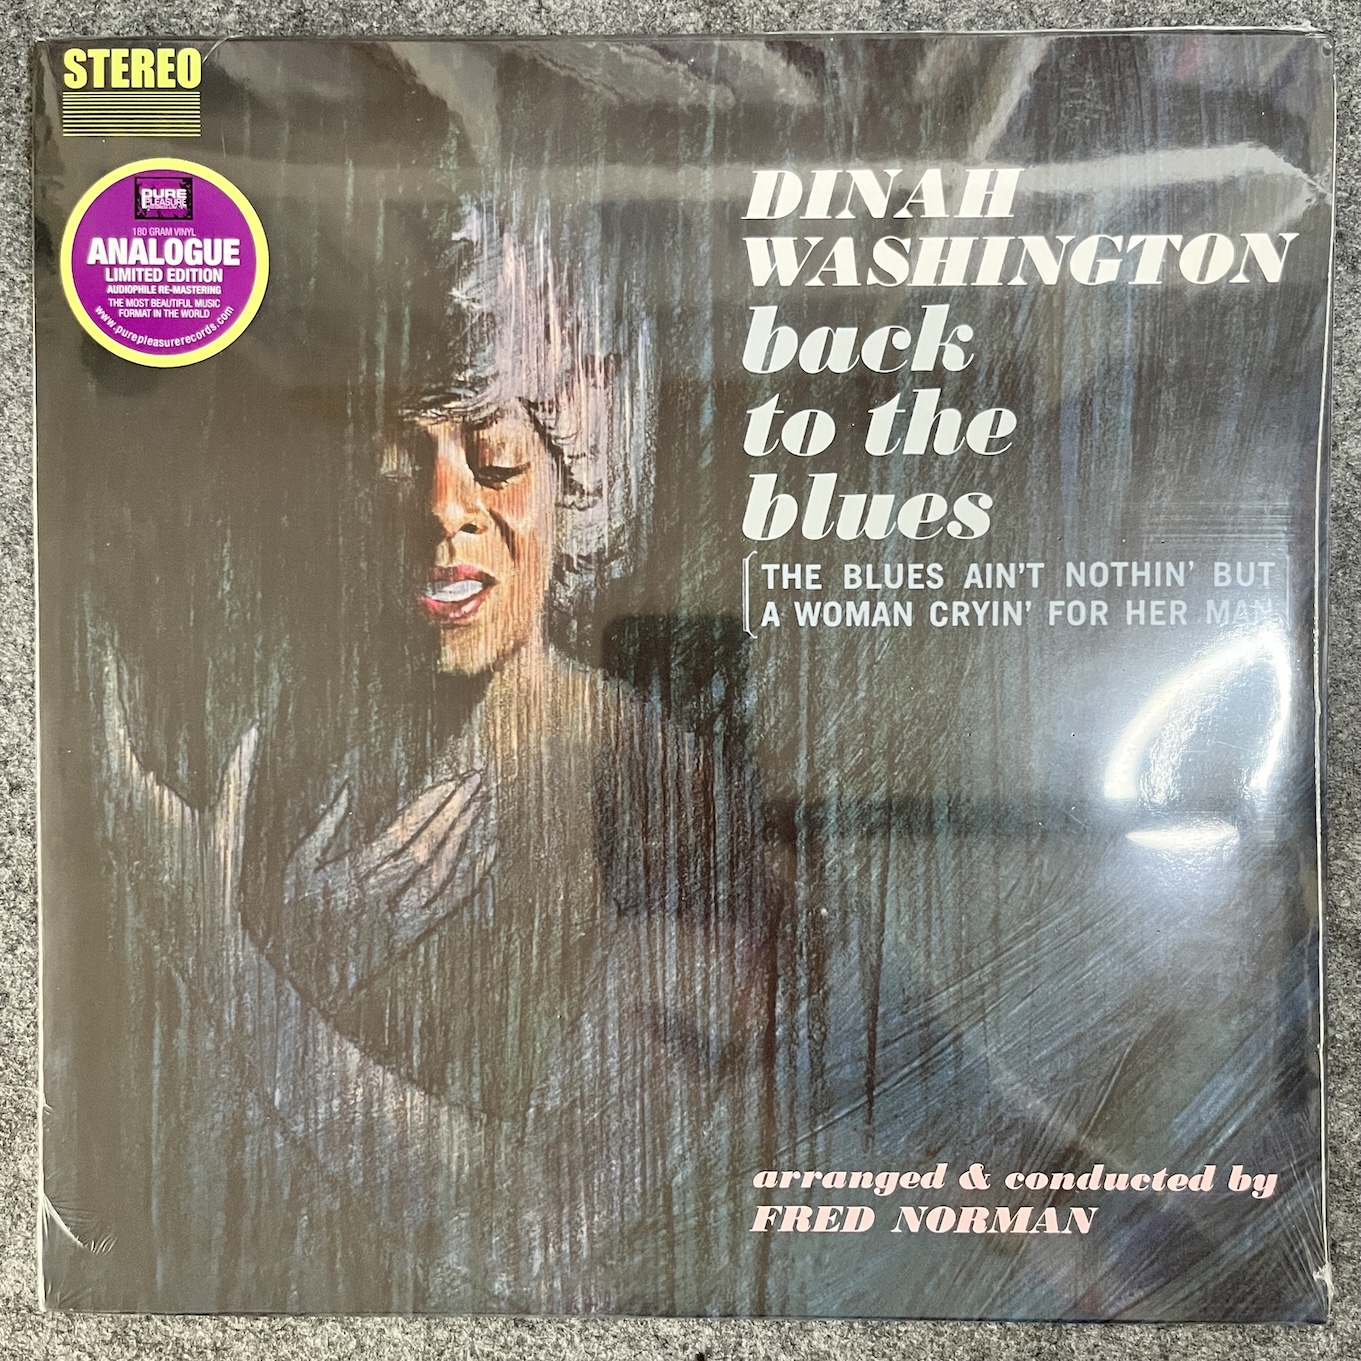 STEREO
PURE
PLEASURE
180 GRAM VINYL
ANALOGUE
LIMITED EDITION
AUDIOPHILE RE-MASTERING
THE MOST BEAUTIFUL MUSIC
FORMAT IN THE WORLD
www.purepleasurerecords.com
DINAH
WASHINGTON
back
to the
blues
(THE BLUES AIN'T NOTHIN' BUT
A WOMAN CRYIN' FOR HER MAN)
arranged & conducted by
FRED NORMAN